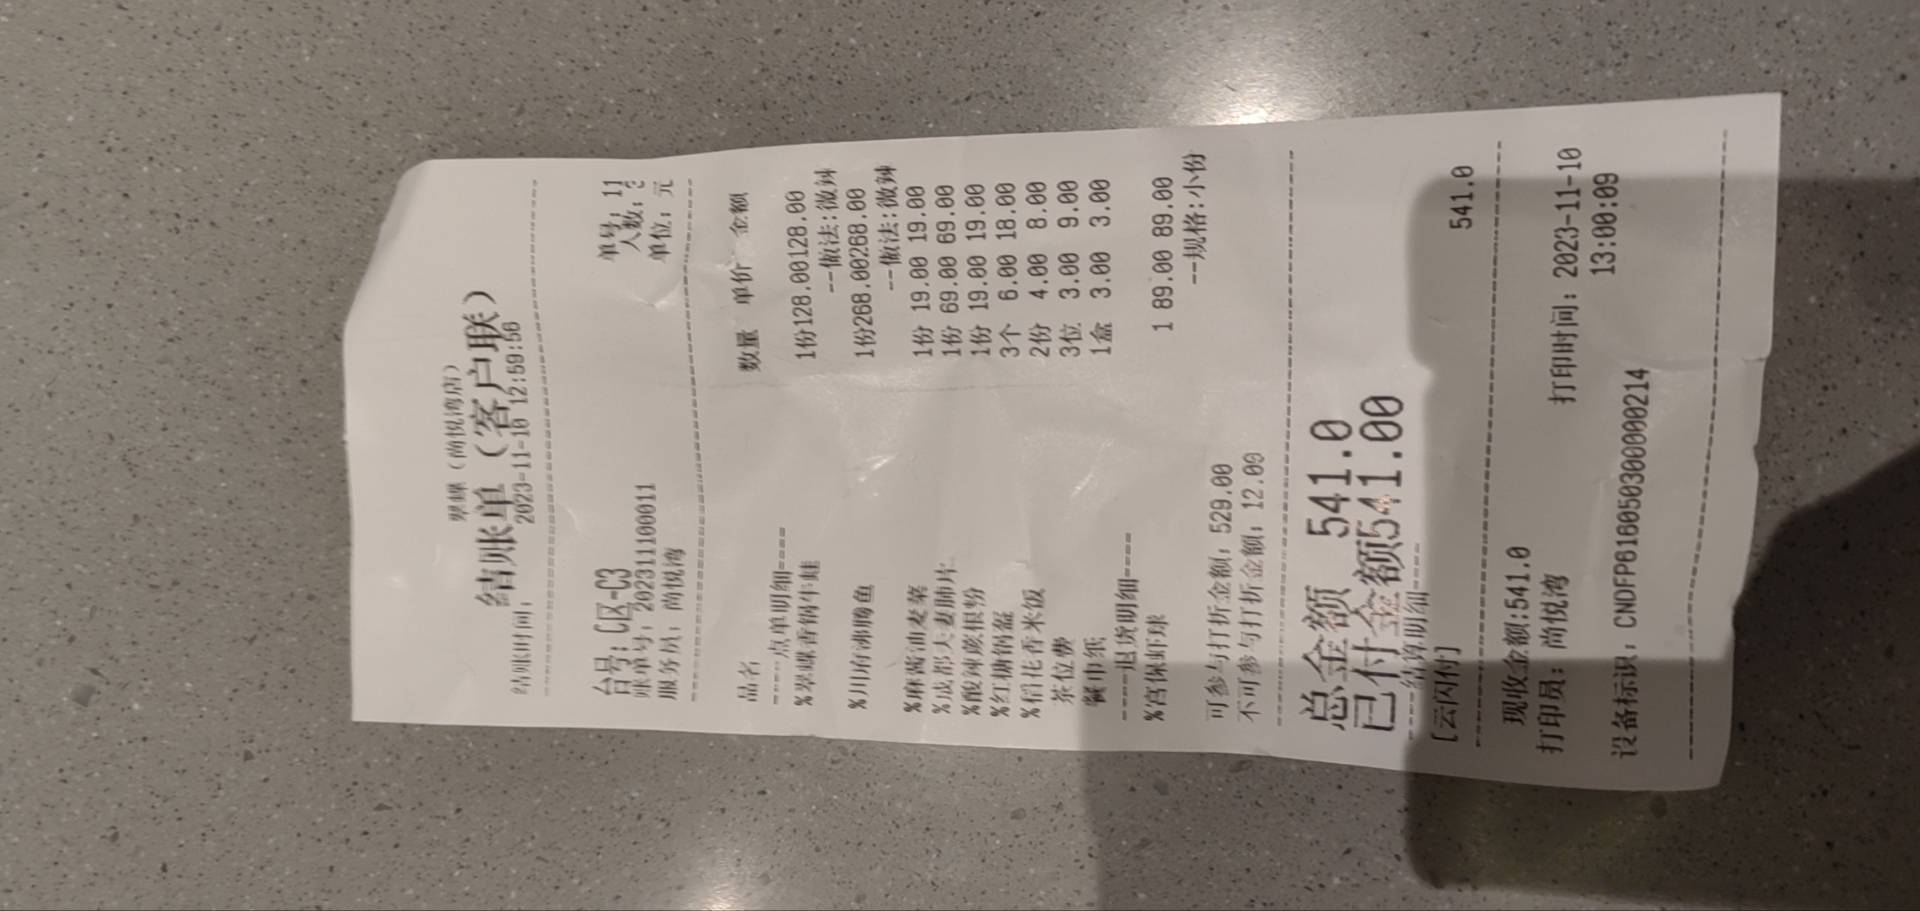 翠蝶（尚悦湾店）
结账单（客户联）
结账时间：2023-11-10 12:59:56
台号：C区-C3 单号：11
账单号：202311100011 人数：3
服务员：尚悦湾 单位：元
品名 数量 单价 金额
----点单明细----
%翠蝶香锅牛蛙 1份128.00128.00
--做法:微辣
%川府沸腾鱼 1份268.00268.00
--做法:微辣
%麻酱油麦菜 1份 19.00 19.00
%成都夫妻肺片 1份 69.00 69.00
%酸辣蕨根粉 1份 19.00 19.00
%红糖锅盔 3个 6.00 18.00
%稻花香米饭 2份 4.00 8.00
茶位费 3位 3.00 9.00
餐巾纸 1盒 3.00 3.00
----退货明细----
%宫保虾球 1 89.00 89.00
--规格:小份
可参与打折金额：529.00
不可参与打折金额：12.00
总金额 541.0
已付金额541.00
----结算明细----
[云闪付] 541.0
现收金额:541.0
打印员：尚悦湾 打印时间：2023-11-10
13:00:09
设备标识：CNDFPB16050300000214